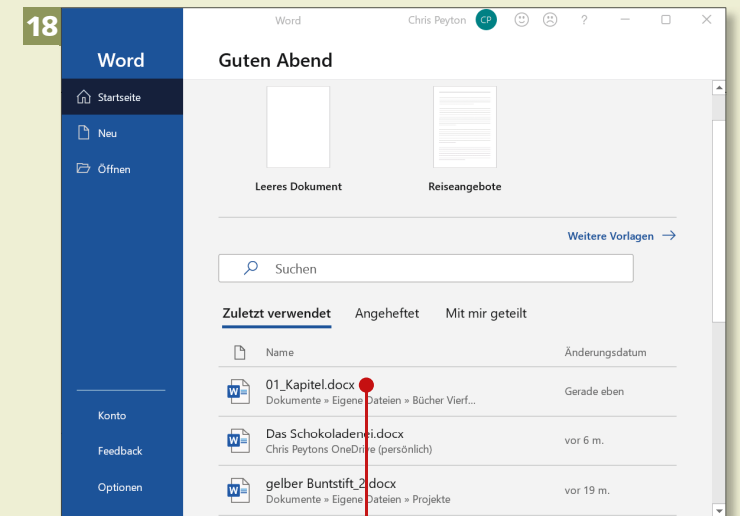 18
Word
Chris Peyton CP ?
Word
Guten Abend
Startseite
Neu
Öffnen
Leeres Dokument
Reiseangebote
Weitere Vorlagen
Suchen
Zuletzt verwendet Angeheftet Mit mir geteilt
Name Änderungsdatum
01_Kapitel.docx
Dokumente » Eigene Dateien » Bücher Vierf...
Gerade eben
Das Schokoladenei.docx
Chris Peytons OneDrive (persönlich)
vor 6 m.
gelber Buntstift_2.docx
Dokumente » Eigene Dateien » Projekte
vor 19 m.
Konto
Feedback
Optionen